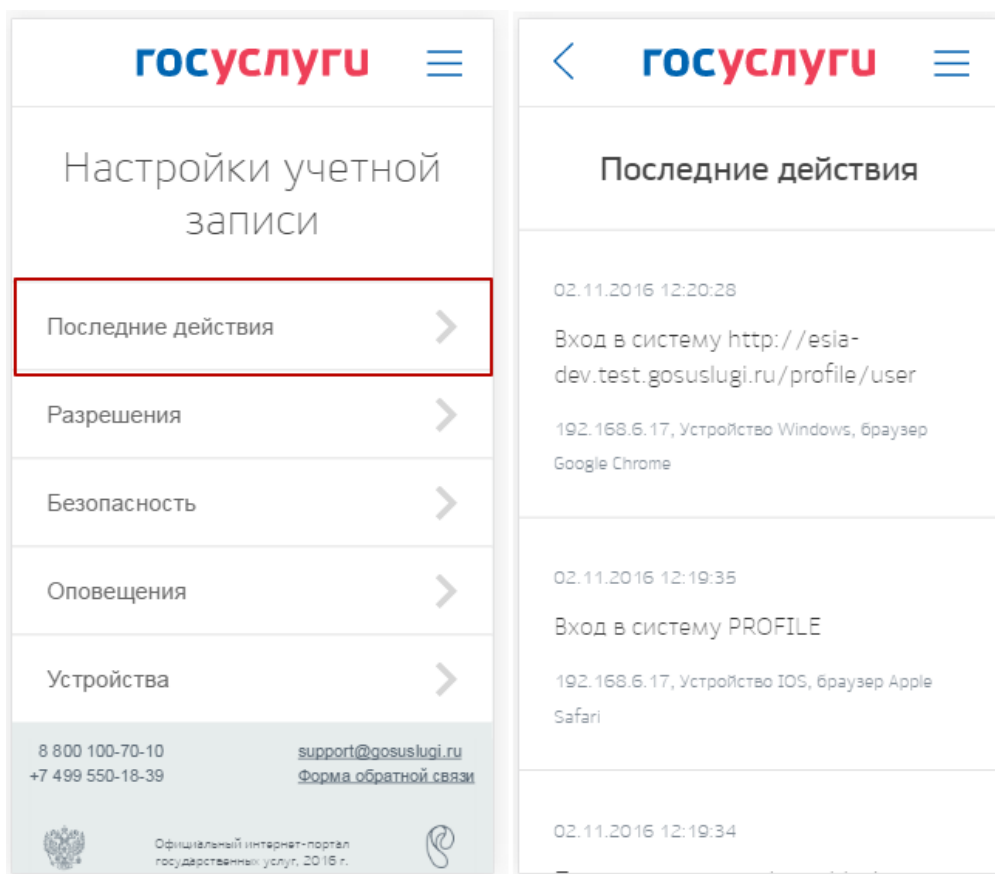 госуслуги
Настройки учетной
записи
Последние действия
Разрешения
Безопасность
Оповещения
Устройства
8 800 100-70-10
+7 499 550-18-39
support@gosuslugi.ru
Форма обратной связи
Официальный интернет-портал
государственных услуг, 2016 г.
госуслуги
Последние действия
02.11.2016 12:20:28
Вход в систему http://esia-
dev.test.gosuslugi.ru/profile/user
192.168.6.17, Устройство Windows, браузер
Google Chrome
02.11.2016 12:19:35
Вход в систему PROFILE
192.168.6.17, Устройство IOS, браузер Apple
Safari
02.11.2016 12:19:34